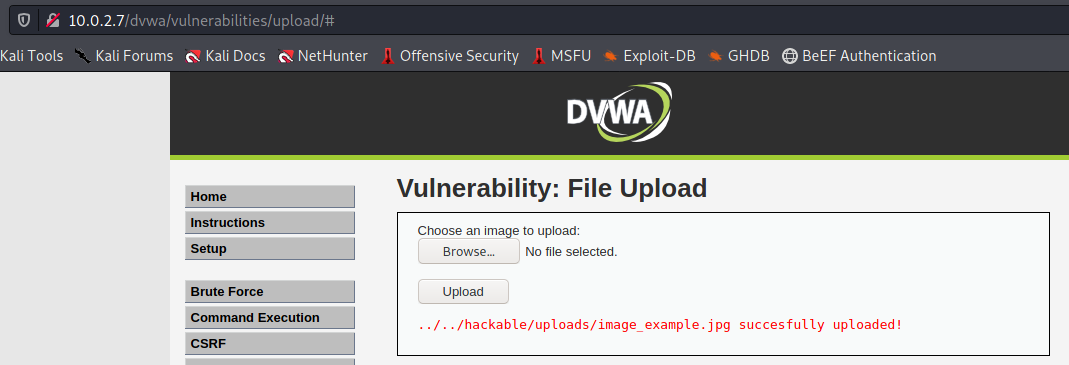 10.0.2.7/dvwa/vulnerabilities/upload/#
Kali Tools Kali Forums Kali Docs NetHunter Offensive Security MSFU Exploit-DB GHDB BeEF Authentication
DVWA
Home
Instructions
Setup
Brute Force
Command Execution
CSRF
Vulnerability: File Upload
Choose an image to upload:
Browse... No file selected.
Upload
../../hackable/uploads/image_example.jpg succesfully uploaded!